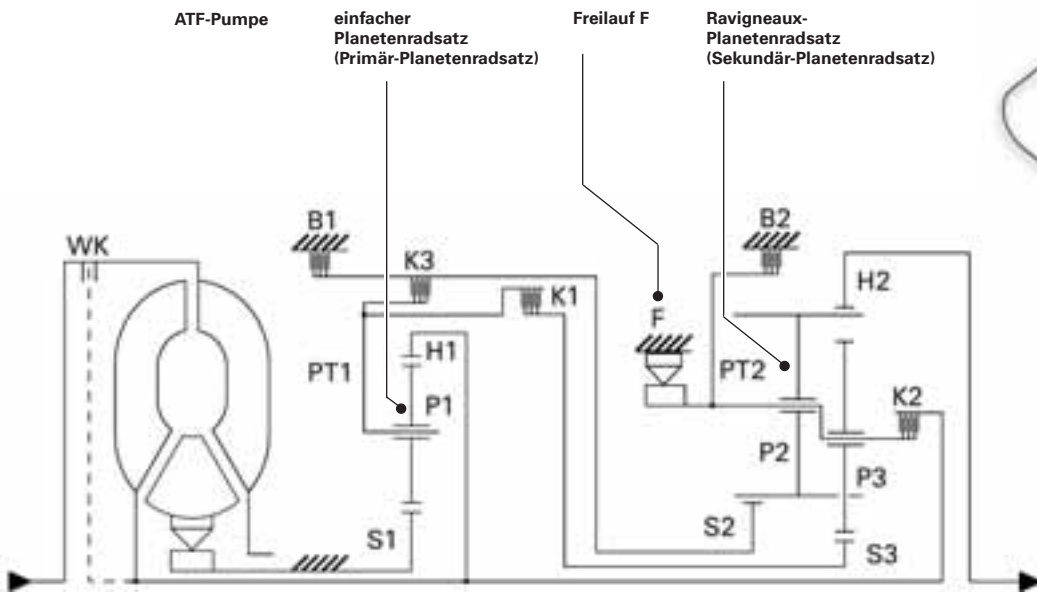 ATF-Pumpe
einfacher
Planetenradsatz
(Primär-Planetenradsatz)
Freilauf F
Ravigneaux-
Planetenradsatz
(Sekundär-Planetenradsatz)
B1
B2
WK
K3
H2
K1
F
H1
PT1
PT2
P1
K2
P2
P3
S1
S2
S3